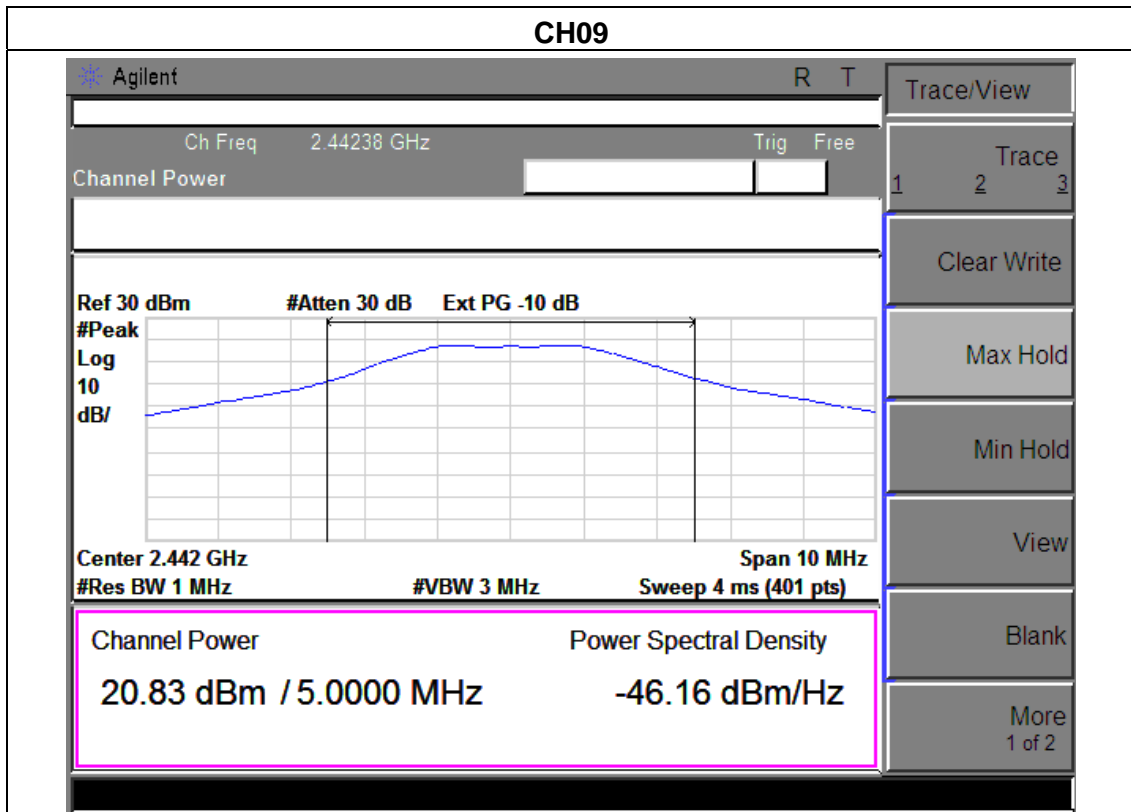 CH09
Agilent R T
Ch Freq 2.44238 GHz Trig Free
Channel Power
Ref 30 dBm #Atten 30 dB Ext PG -10 dB
#Peak
Log
10
dB/
Center 2.442 GHz Span 10 MHz
#Res BW 1 MHz #VBW 3 MHz Sweep 4 ms (401 pts)
Channel Power Power Spectral Density
20.83 dBm / 5.0000 MHz -46.16 dBm/Hz
Trace/View
Trace
1 2 3
Clear Write
Max Hold
Min Hold
View
Blank
More
1 of 2